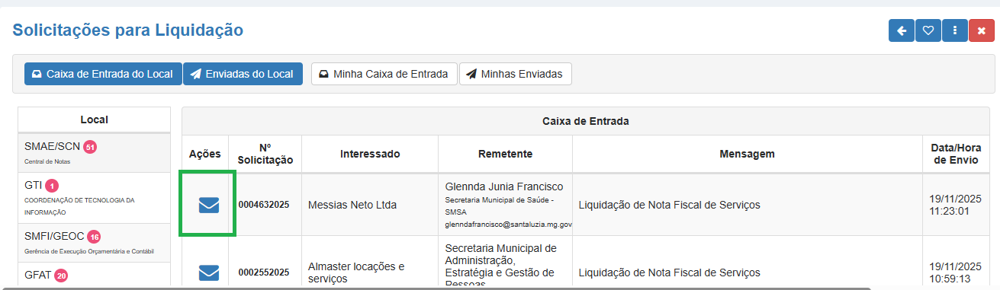 Solicitações para Liquidação
Caixa de Entrada do Local
Enviadas do Local
Minha Caixa de Entrada
Minhas Enviadas
Local
SMAE/SCN 51
Central de Notas
GTI 1
COORDENAÇÃO DE TECNOLOGIA DA
INFORMAÇÃO
SMFI/GEOC 16
Gerência de Execução Orçamentária e Contábil
GFAT 20
Caixa de Entrada
Ações
Nº
Solicitação
Interessado
Remetente
Mensagem
Data/Hora
de Envio
0004632025
Messias Neto Ltda
Glennda Junia Francisco
Secretaria Municipal de Saúde -
SMSA
glenndafrancisco@santaluzia.mg.gov
Liquidação de Nota Fiscal de Serviços
19/11/2025
11:23:01
0002552025
Almaster locações e
serviços
Secretaria Municipal de
Administração,
Estratégia e Gestão de
Pessoas
Liquidação de Nota Fiscal de Serviços
19/11/2025
10:59:13